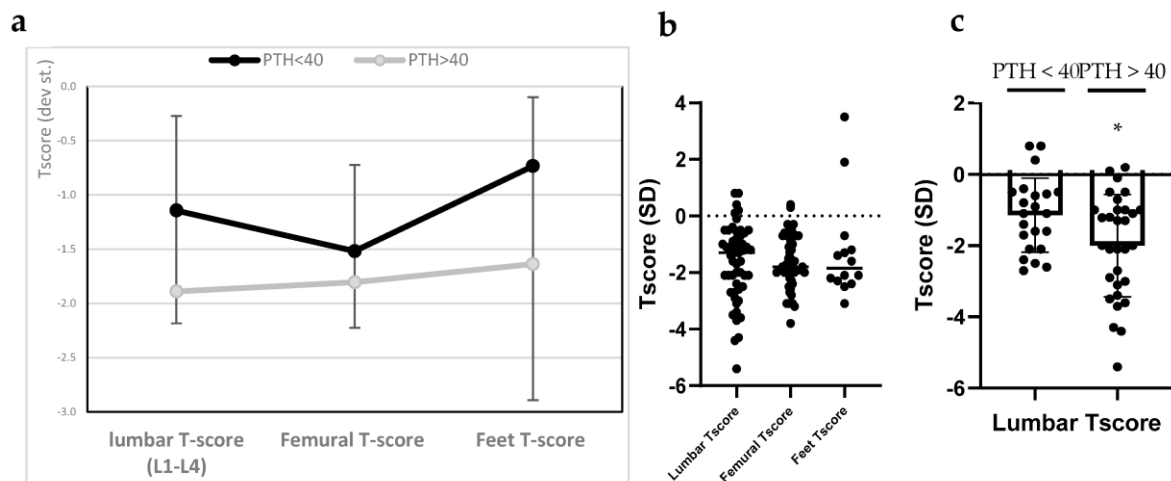 a
PTH<40
PTH>40
Tscore (dev st.)
0.0
-0.5
-1.0
-1.5
-2.0
-2.5
-3.0
lumbar T-score
(L1-L4)
Femural T-score
Feet T-score
b
Tscore (SD)
4
2
0
-2
-4
-6
Lumbar Tscore
Femural Tscore
Feet Tscore
c
PTH < 40
PTH > 40
*
Tscore (SD)
2
0
-2
-4
-6
Lumbar Tscore